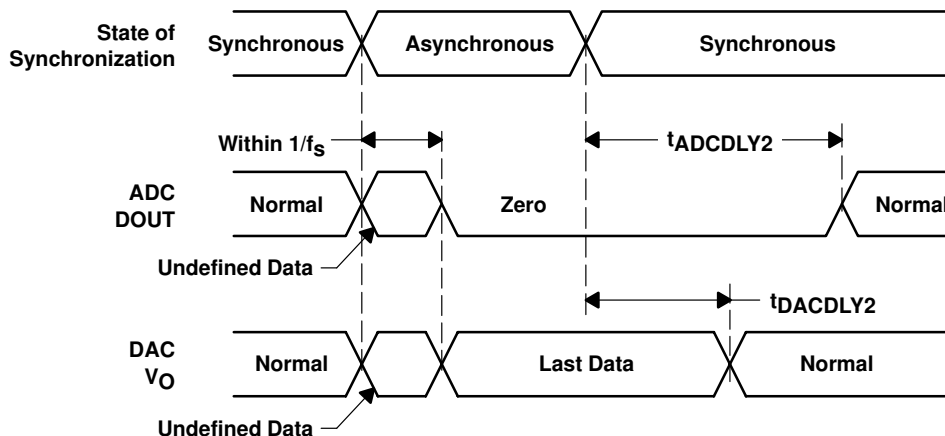 State of
Synchronization
Synchronous
Asynchronous
Synchronous
Within 1/fS
tADCDLY2
ADC
DOUT
Normal
Zero
Normal
Undefined Data
tDACDLY2
DAC
VO
Normal
Last Data
Normal
Undefined Data